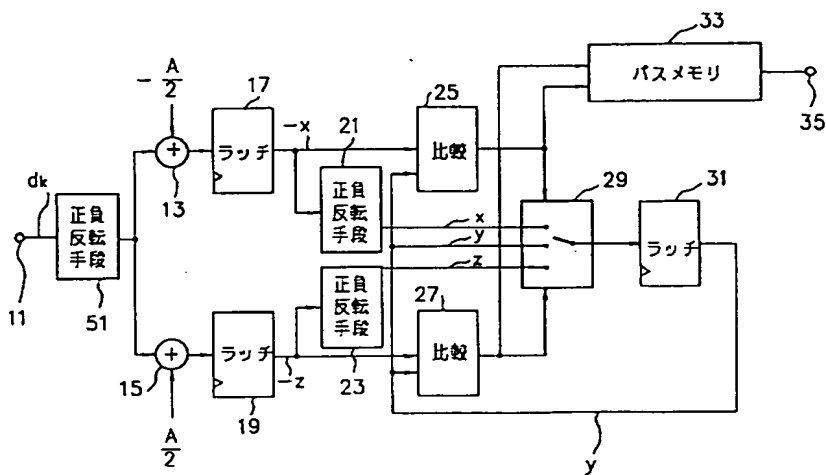 33
パスメモリ
35
− A/2
17
ラッチ
−x
25
比較
21
正負
反転
手段
13
dk
正負
反転
手段
51
11
x
y
z
29
31
ラッチ
正負
反転
手段
23
27
比較
15
ラッチ
−z
19
A/2
y